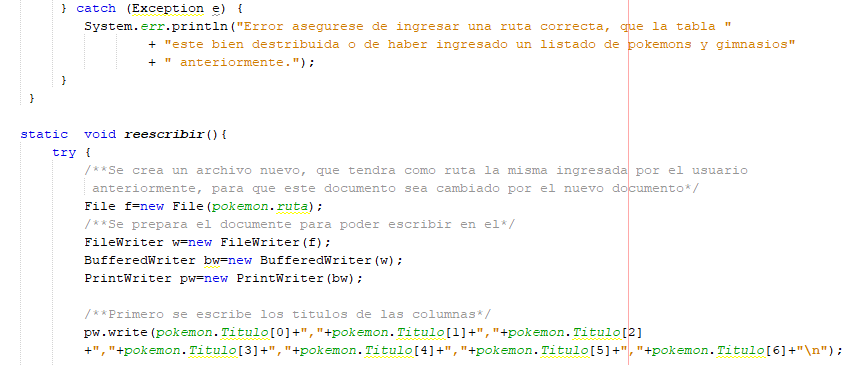 } catch (Exception e) {
System.err.println("Error asegurese de ingresar una ruta correcta, que la tabla "
+ "este bien destribuida o de haber ingresado un listado de pokemons y gimnasios"
+ " anteriormente.");
}
}
static  void reescribir(){
try {
/**Se crea un archivo nuevo, que tendra como ruta la misma ingresada por el usuario
anteriormente, para que este documento sea cambiado por el nuevo documento*/
File f=new File(pokemon.ruta);
/**Se prepara el documente para poder escribir en el*/
FileWriter w=new FileWriter(f);
BufferedWriter bw=new BufferedWriter(w);
PrintWriter pw=new PrintWriter(bw);
/**Primero se escribe los titulos de las columnas*/
pw.write(pokemon.Titulo[0]+","+pokemon.Titulo[1]+","+pokemon.Titulo[2]
+","+pokemon.Titulo[3]+","+pokemon.Titulo[4]+","+pokemon.Titulo[5]+","+pokemon.Titulo[6]+"\n");